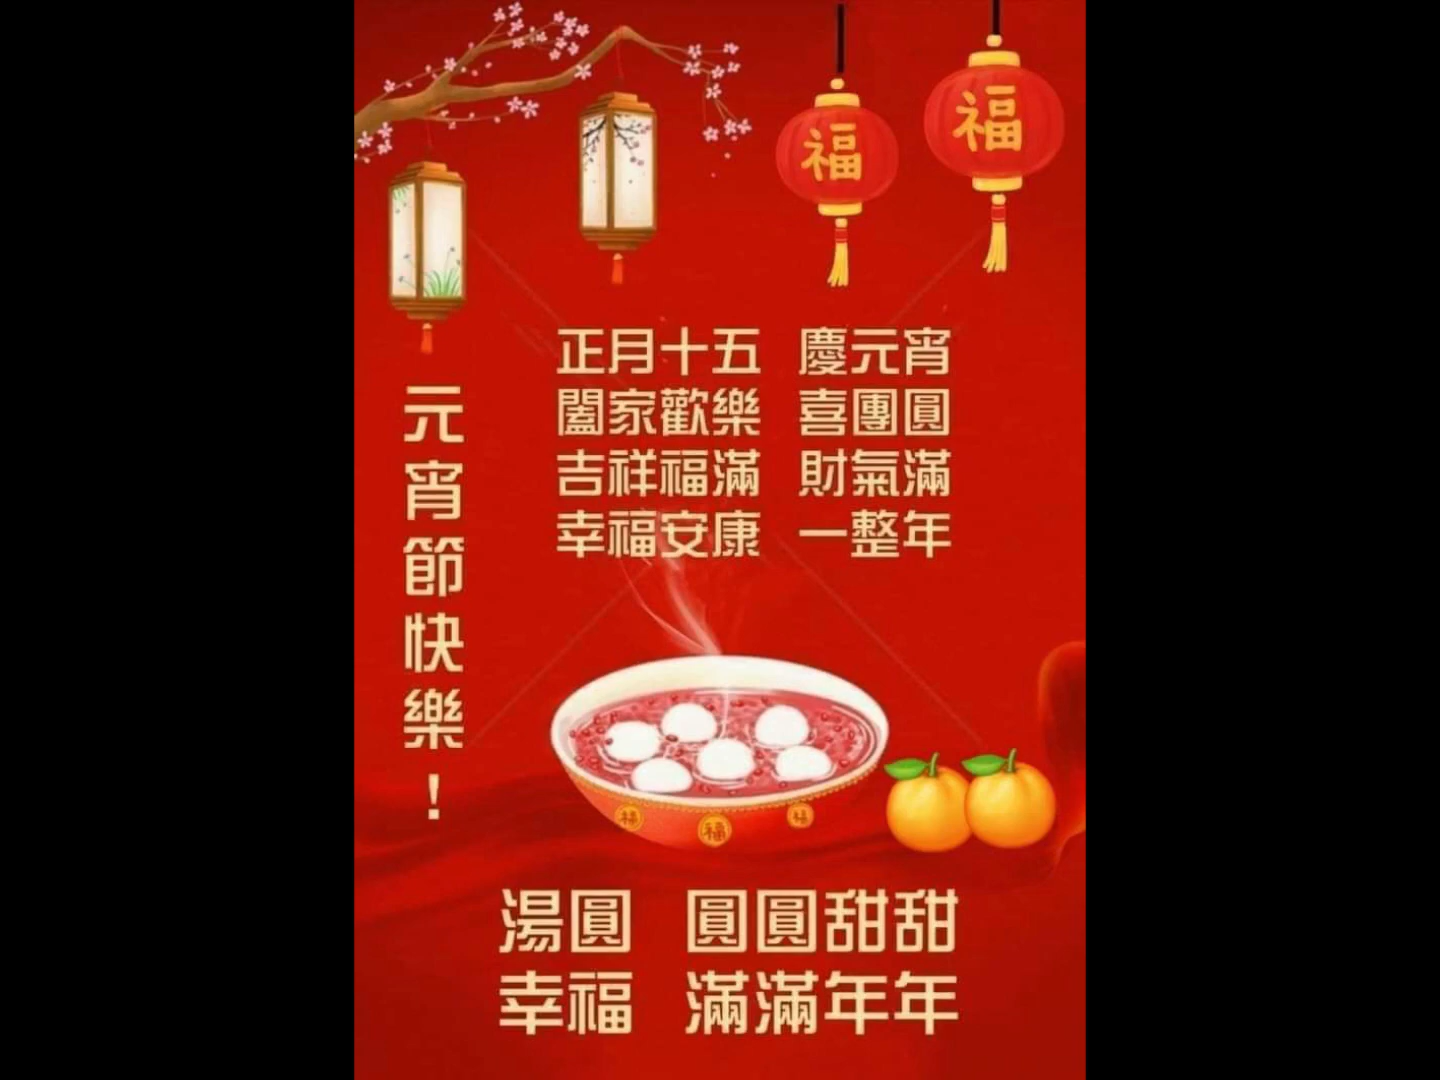 福
福
正月十五 慶元宵
闔家歡樂 喜團圓
吉祥福滿 財氣滿
幸福安康 一整年
元宵節快樂！
福 福 福
湯圓 圓圓甜甜
幸福 滿滿年年